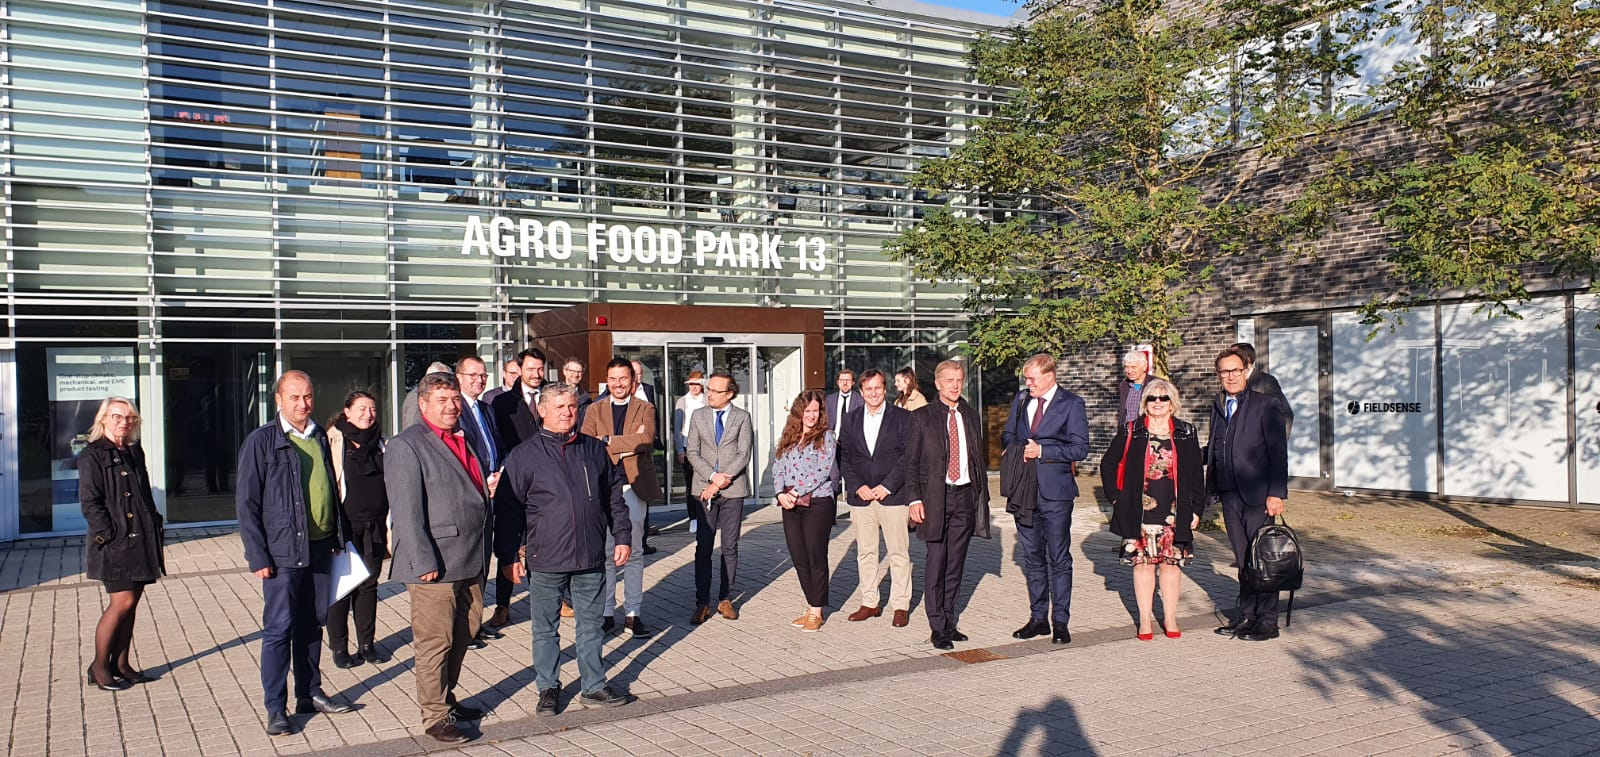 AGRO FOOD PARK 13
One-stop climatic,
mechanical, and EMC
product testing
FIELDSENSE